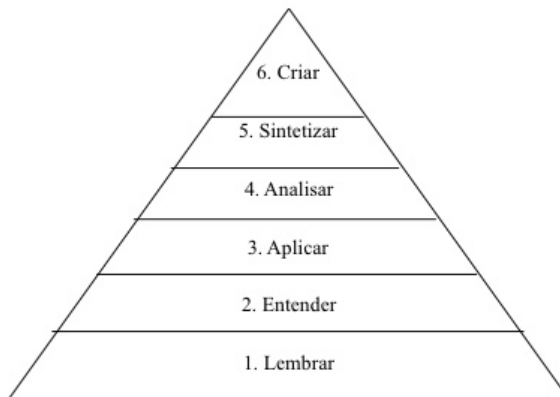 6. Criar
5. Sintetizar
4. Analisar
3. Aplicar
2. Entender
1. Lembrar